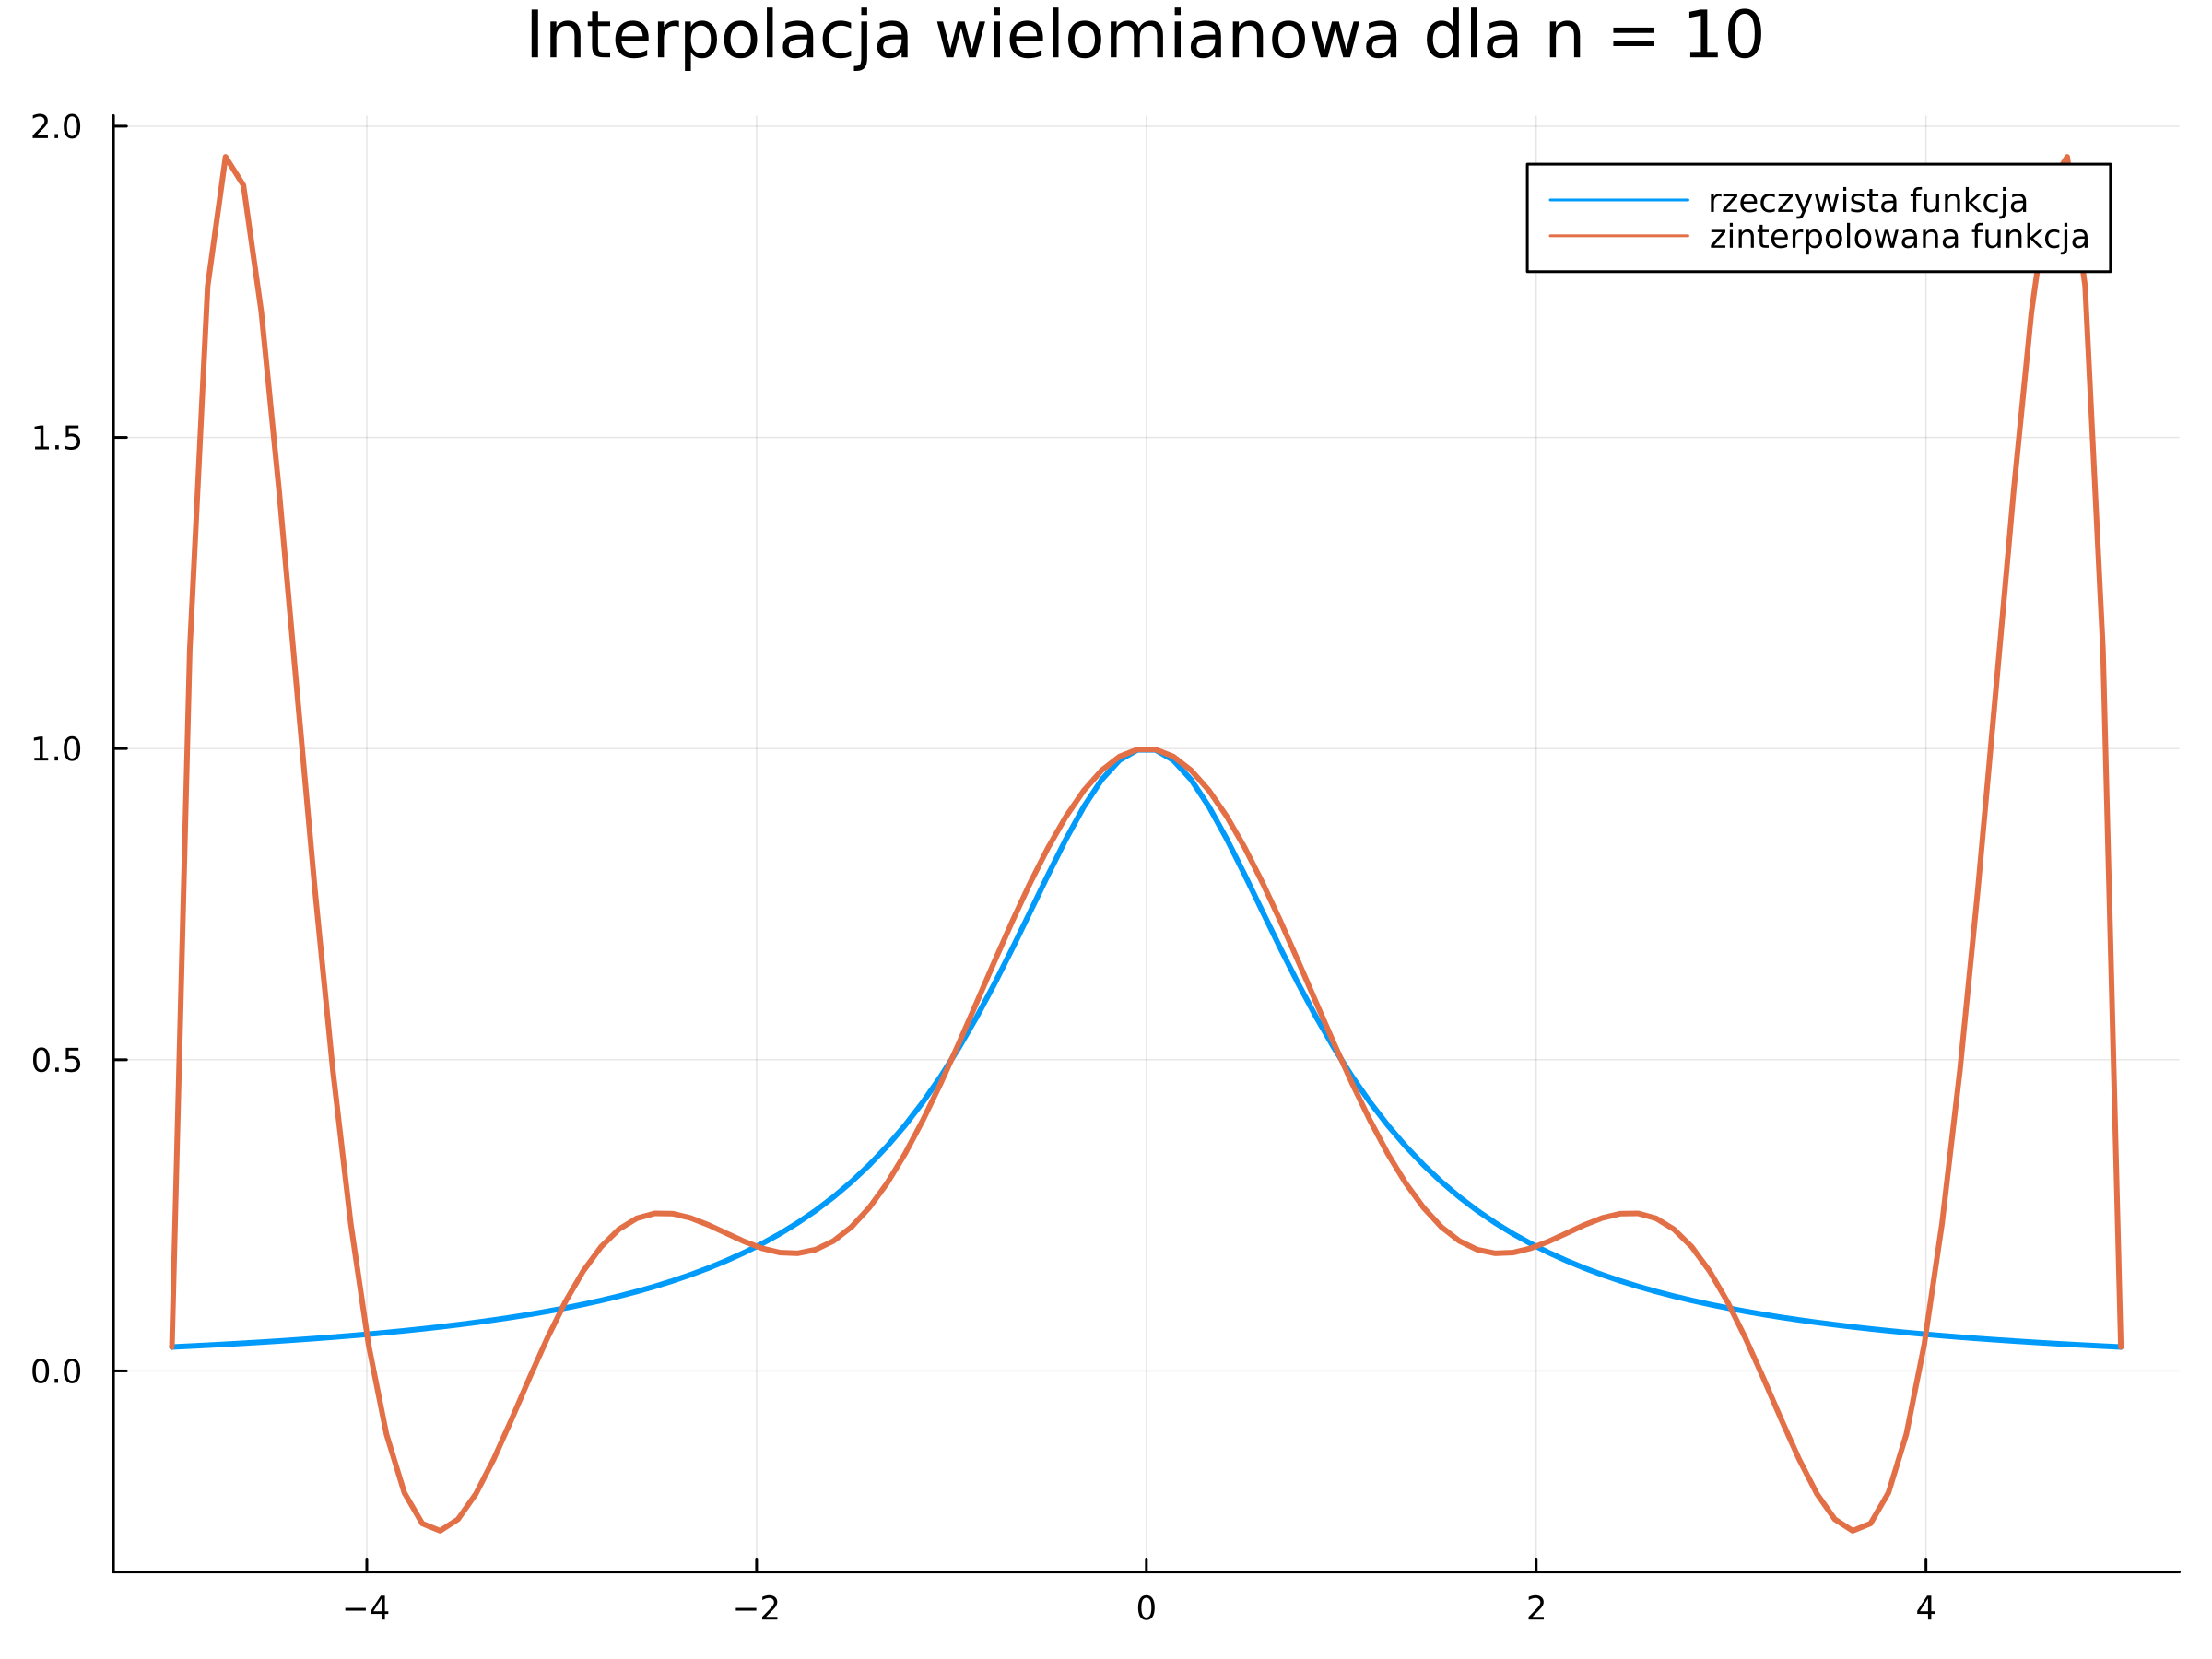 Interpolacja wielomianowa dla n = 10
2.0
rzeczywista funkcja
zinterpolowana funkcja
1.5
1.0
0.5
0.0
−4 −2 0 2 4